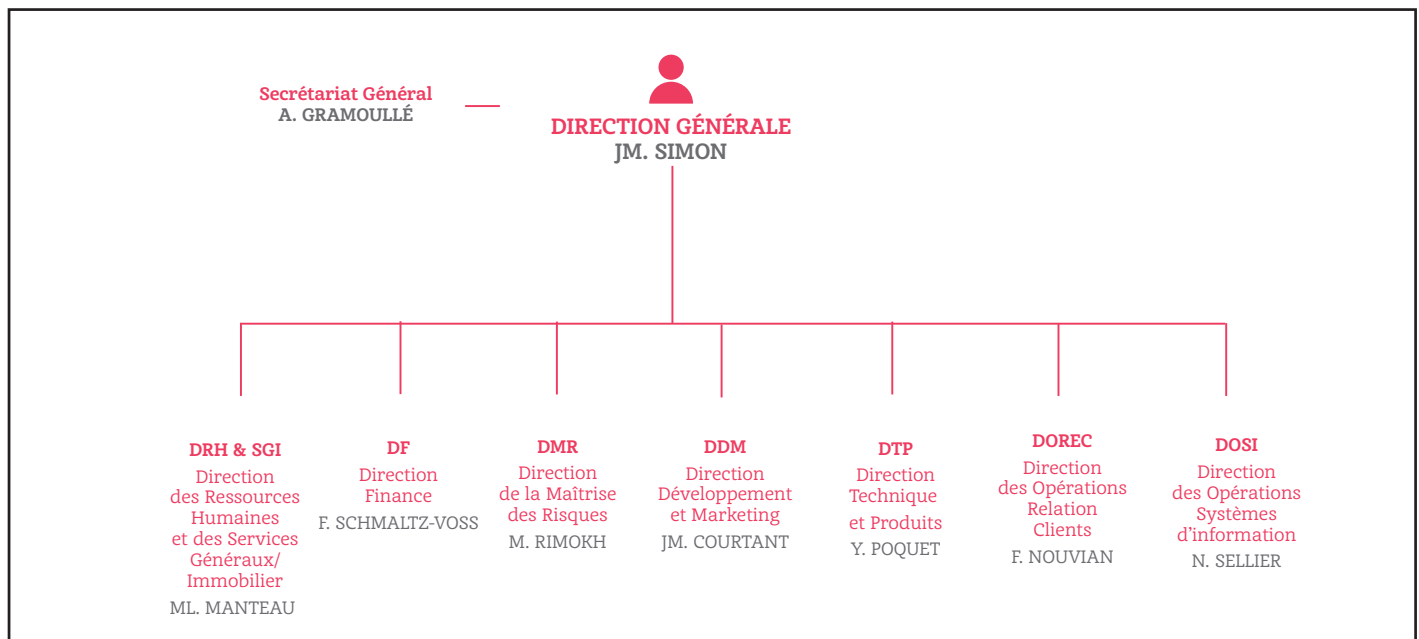 Secrétariat Général
A. GRAMOULLÉ
DIRECTION GÉNÉRALE
JM. SIMON
DRH & SGI
Direction
des Ressources
Humaines
et des Services
Généraux/
Immobilier
ML. MANTEAU
DF
Direction
Finance
F. SCHMALTZ-VOSS
DMR
Direction
de la Maîtrise
des Risques
M. RIMOKH
DDM
Direction
Développement
et Marketing
JM. COURTANT
DTP
Direction
Technique
et Produits
Y. POQUET
DOREC
Direction
des Opérations
Relation
Clients
F. NOUVIAN
DOSI
Direction
des Opérations
Systèmes
d'information
N. SELLIER